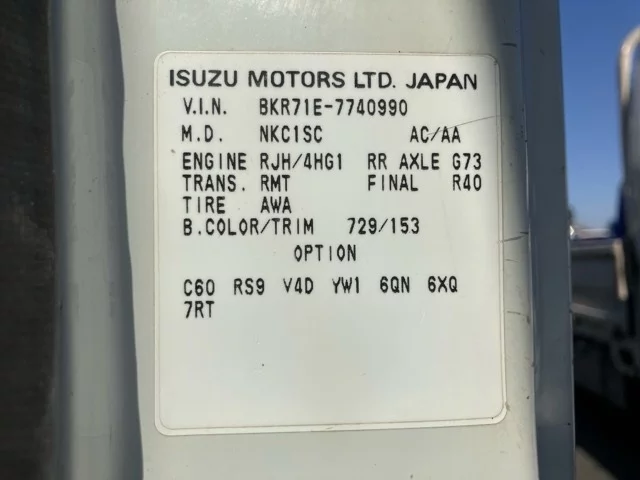 ISUZU MOTORS LTD. JAPAN
V.I.N. BKR71E-7740990
M.D. NKC1SC AC/AA
ENGINE RJH/4HG1 RR AXLE G73
TRANS. RMT FINAL R40
TIRE AWA
B.COLOR/TRIM 729/153
OPTION
C60 RS9 V4D YW1 6QN 6XQ
7RT